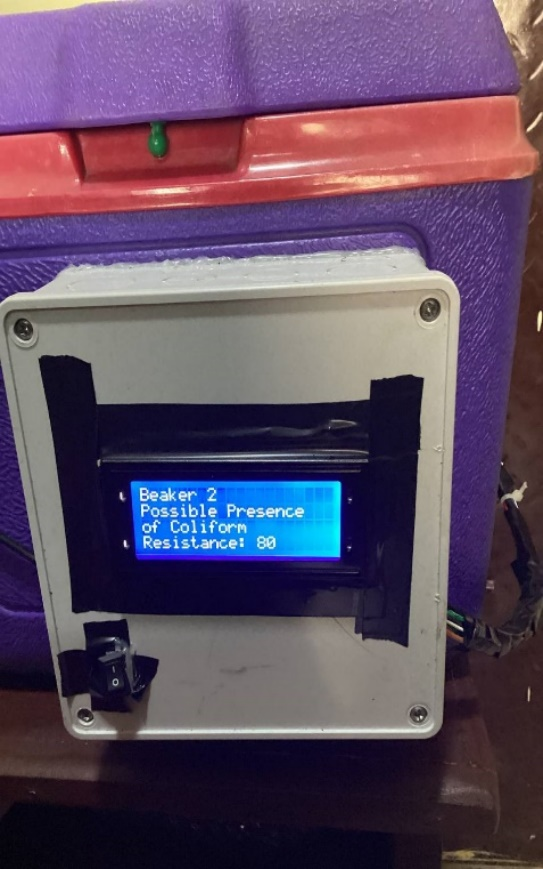 Beaker 2
Possible Presence
of Coliform
Resistance: 80
I
O